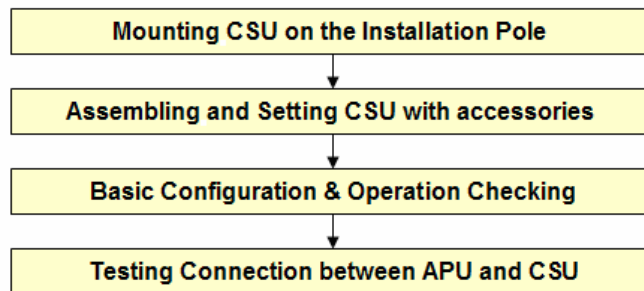 Mounting CSU on the Installation Pole
Assembling and Setting CSU with accessories
Basic Configuration & Operation Checking
Testing Connection between APU and CSU